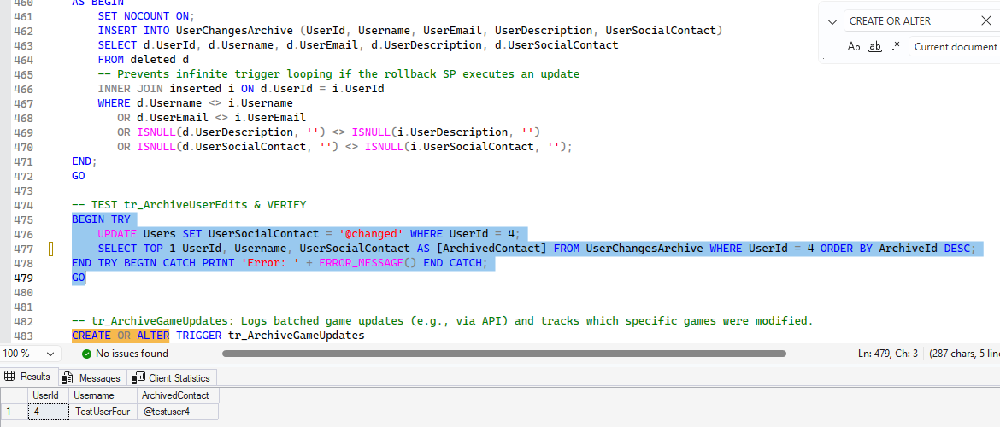 460 AS BEGIN
461 SET NOCOUNT ON;
462 INSERT INTO UserChangesArchive (UserId, Username, UserEmail, UserDescription, UserSocialContact)
463 SELECT d.UserId, d.Username, d.UserEmail, d.UserDescription, d.UserSocialContact
464 FROM deleted d
465 -- Prevents infinite trigger looping if the rollback SP executes an update
466 INNER JOIN inserted i ON d.UserId = i.UserId
467 WHERE d.Username <> i.Username
468 OR d.UserEmail <> i.UserEmail
469 OR ISNULL(d.UserDescription, '') <> ISNULL(i.UserDescription, '')
470 OR ISNULL(d.UserSocialContact, '') <> ISNULL(i.UserSocialContact, '');
471 END;
472 GO
473
474 -- TEST tr_ArchiveUserEdits & VERIFY
475 BEGIN TRY
476 UPDATE Users SET UserSocialContact = '@changed' WHERE UserId = 4;
477 SELECT TOP 1 UserId, Username, UserSocialContact AS [ArchivedContact] FROM UserChangesArchive WHERE UserId = 4 ORDER BY ArchiveId DESC;
478 END TRY BEGIN CATCH PRINT 'Error: ' + ERROR_MESSAGE() END CATCH;
479 GO
480
481
482 -- tr_ArchiveGameUpdates: Logs batched game updates (e.g., via API) and tracks which specific games were modified.
483 CREATE OR ALTER TRIGGER tr_ArchiveGameUpdates
CREATE OR ALTER
Ab ab .* Current document
100 % No issues found Ln: 479, Ch: 3 (287 chars, 5 line
Results Messages Client Statistics
UserId Username ArchivedContact
1 4 TestUserFour @testuser4